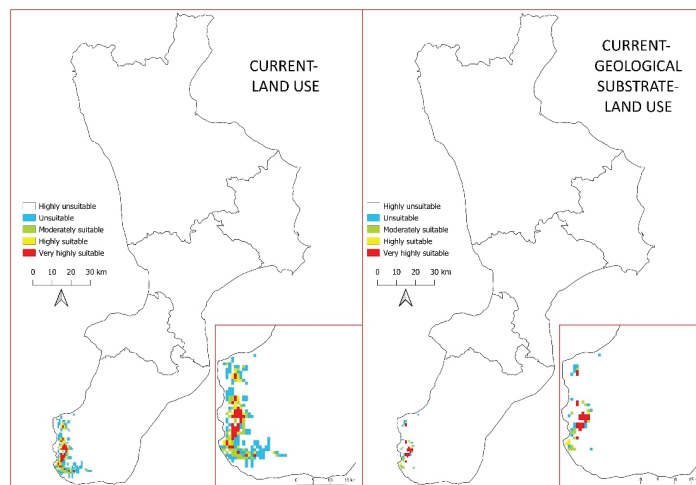 CURRENT-
LAND USE
Highly unsuitable
Unsuitable
Moderately suitable
Highly suitable
Very highly suitable
0 10 20 30 km
CURRENT-
GEOLOGICAL
SUBSTRATE-
LAND USE
Highly unsuitable
Unsuitable
Moderately suitable
Highly suitable
Very highly suitable
0 10 20 30 km